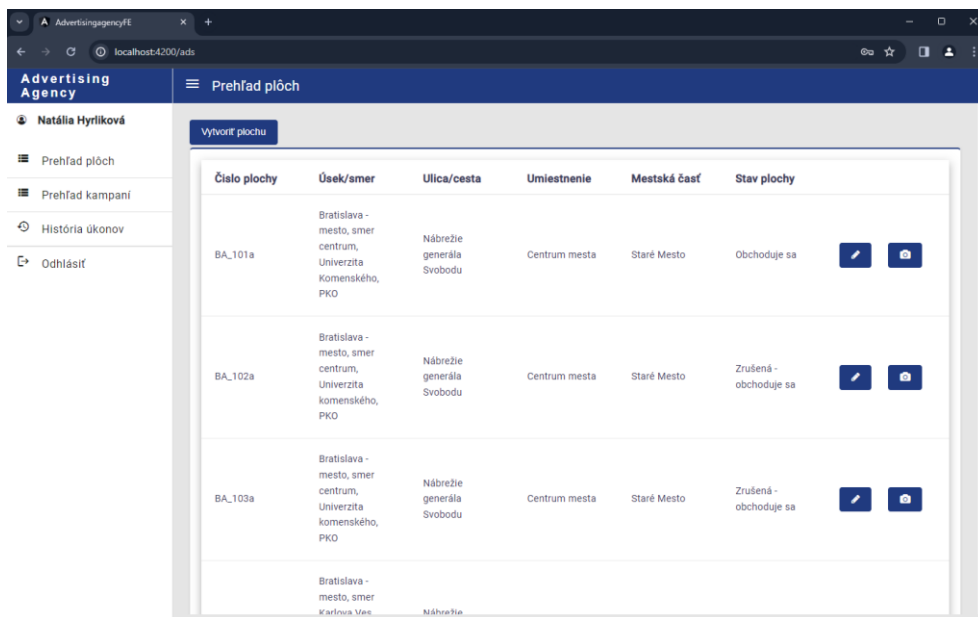 AdvertisingagencyFE
localhost:4200/ads
Advertising
Agency
Prehľad plôch
Natália Hyrliková
Prehľad plôch
Prehľad kampaní
História úkonov
Odhlásiť
Vytvoriť plochu
Číslo plochy Úsek/smer Ulica/cesta Umiestnenie Mestská časť Stav plochy
Bratislava -
mesto, smer
centrum,
Univerzita
Komenského,
PKO
BA_101a
Nábrežie
generála
Svobodu
Centrum mesta
Staré Mesto
Obchoduje sa
Bratislava -
mesto, smer
centrum,
Univerzita
komenského,
PKO
BA_102a
Nábrežie
generála
Svobodu
Centrum mesta
Staré Mesto
Zrušená -
obchoduje sa
Bratislava -
mesto, smer
centrum,
Univerzita
komenského,
PKO
BA_103a
Nábrežie
generála
Svobodu
Centrum mesta
Staré Mesto
Zrušená -
obchoduje sa
Bratislava -
mesto, smer
Karlova Ves
Nábrežie